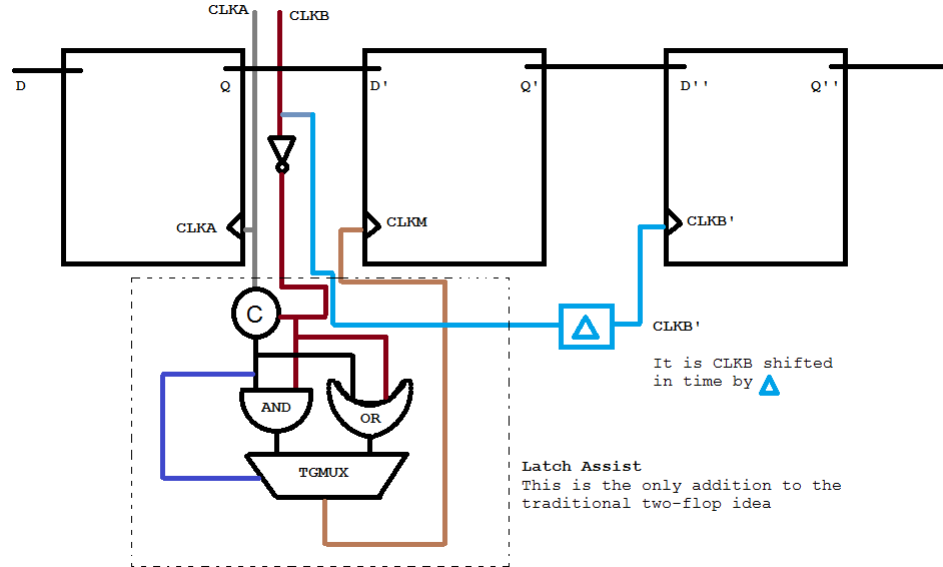 CLKA
CLKB
D
Q
D'
Q'
D''
Q''
CLKA
CLKM
CLKB'
C
CLKB'
It is CLKB shifted
in time by
AND
OR
TGMUX
Latch Assist
This is the only addition to the
traditional two-flop idea